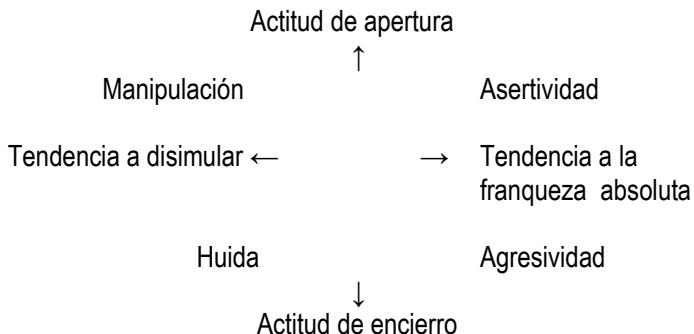 Actitud de apertura
↑
Manipulación Asertividad
Tendencia a disimular ← → Tendencia a la
franqueza absoluta
Huida Agresividad
↓
Actitud de encierro